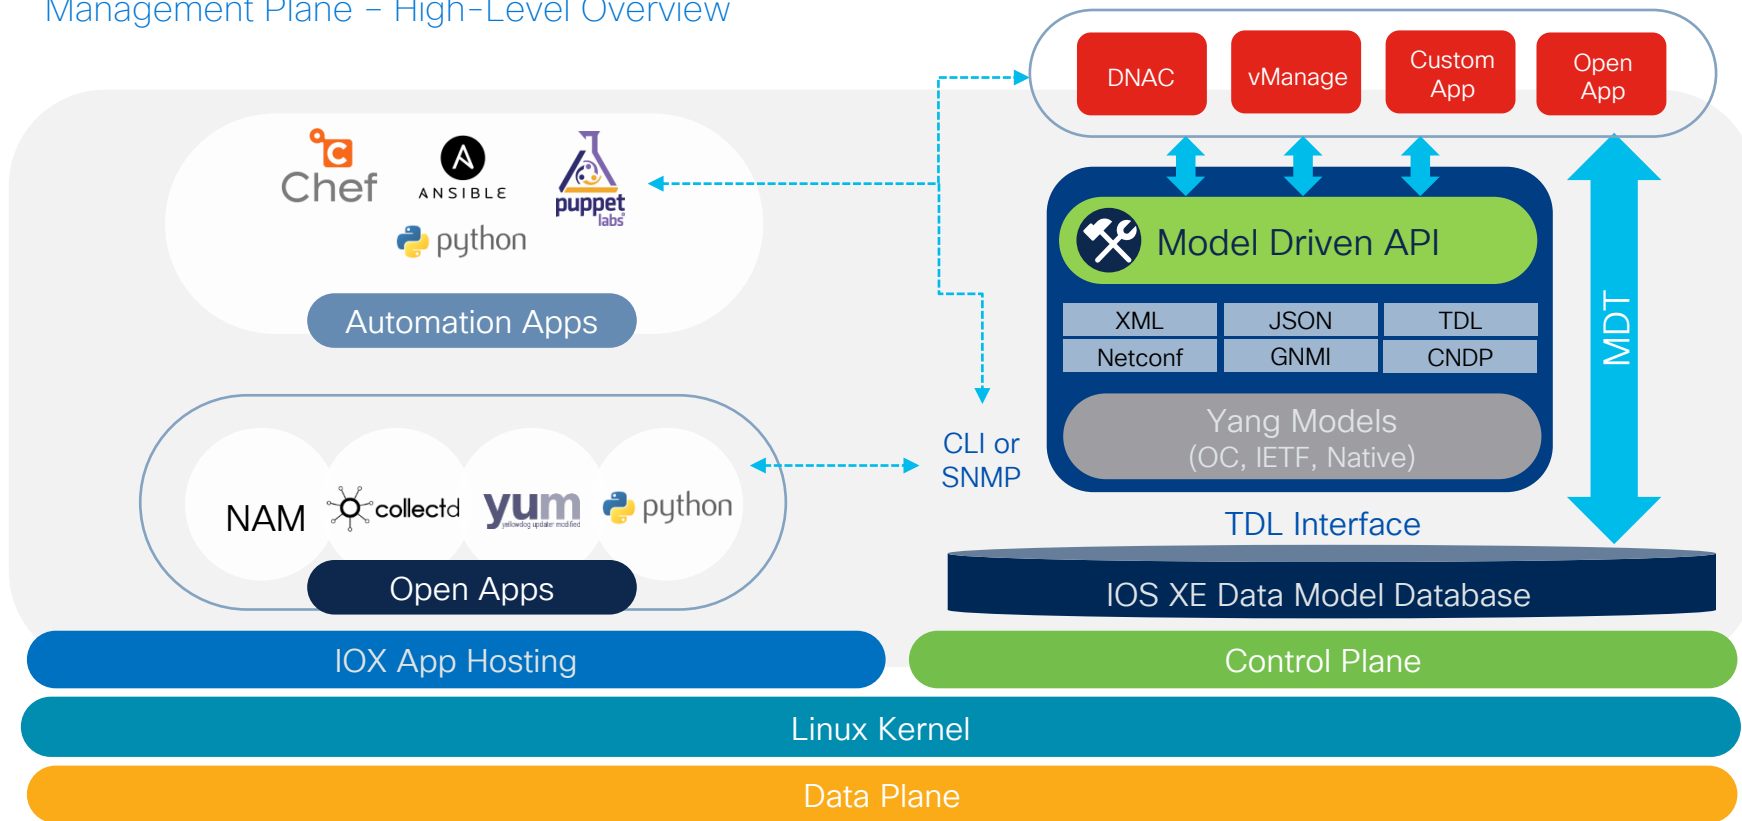 Management Plane – High-Level Overview
DNAC
vManage
Custom
App
Open
App
Chef
A
ANSIBLE
puppet
labs
python
Automation Apps
Model Driven API
XML
JSON
TDL
Netconf
GNMI
CNDP
Yang Models
(OC, IETF, Native)
MDT
CLI or
SNMP
NAM
collectd
yum
yellowdog updater modified
python
Open Apps
TDL Interface
IOS XE Data Model Database
IOX App Hosting
Control Plane
Linux Kernel
Data Plane